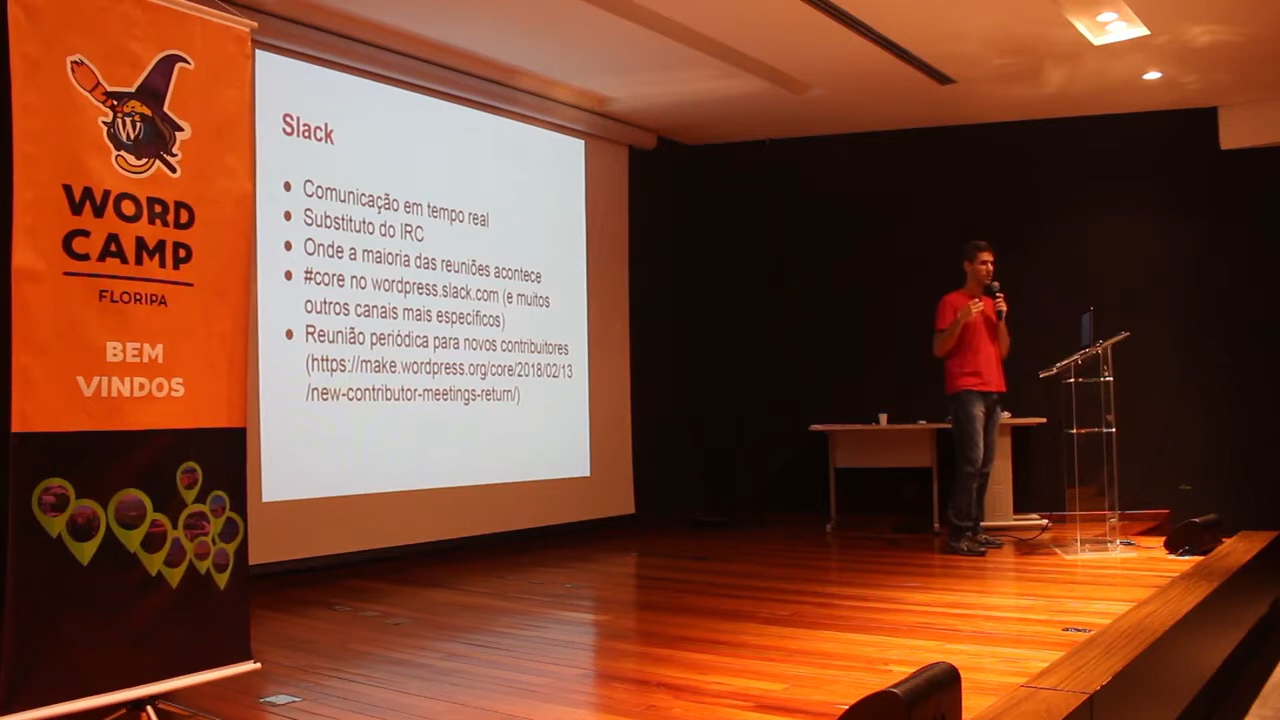 WORD
CAMP
FLORIPA
BEM
VINDOS
Slack
● Comunicação em tempo real
● Substituto do IRC
● Onde a maioria das reuniões acontece
● #core no wordpress.slack.com (e muitos
outros canais mais específicos)
● Reunião periódica para novos contribuitores
(https://make.wordpress.org/core/2018/02/13
/new-contributor-meetings-return/)